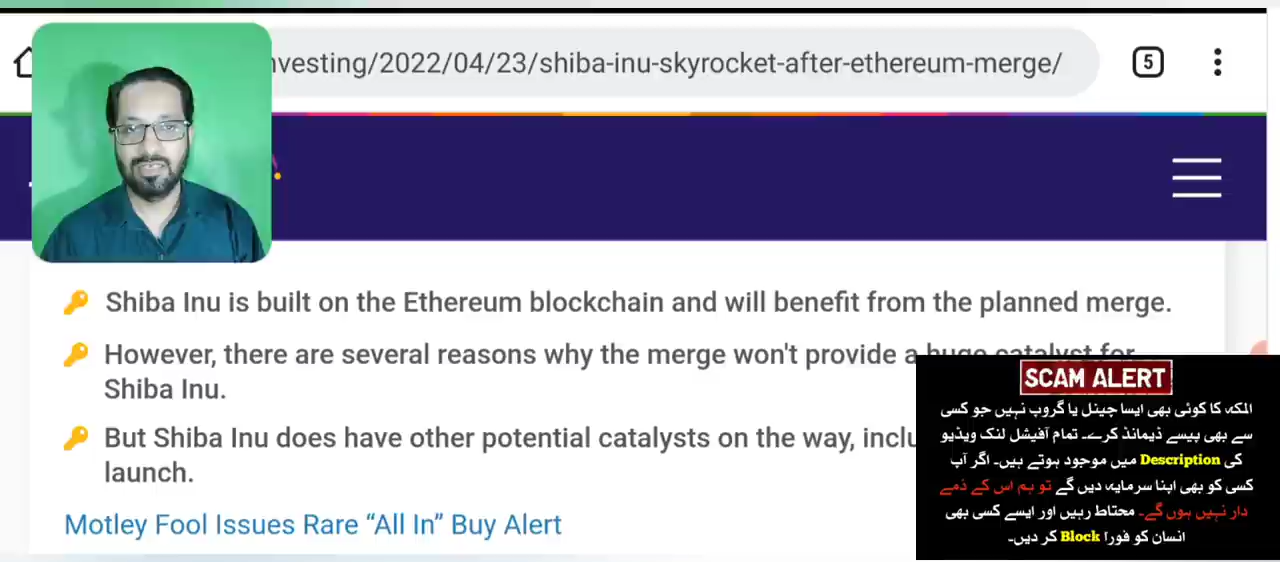 nvesting/2022/04/23/shiba-inu-skyrocket-after-ethereum-merge/
5
Shiba Inu is built on the Ethereum blockchain and will benefit from the planned merge.
However, there are several reasons why the merge won't provide a huge catalyst for
Shiba Inu.
But Shiba Inu does have other potential catalysts on the way, inclu
launch.
Motley Fool Issues Rare “All In” Buy Alert
SCAM ALERT
المکہ کا کوئی بھی ایسا چینل یا گروپ نہیں جو کسی
سے بھی پیسے ڈیمانڈ کرے۔ تمام آفیشل لنک ویڈیو
کی Description میں موجود ہوتے ہیں۔ اگر آپ
کسی کو بھی اپنا سرمایہ دیں گے تو ہم اس کے ذمے
دار نہیں ہوں گے۔ محتاط رہیں اور ایسے کسی بھی
انسان کو فورا Block کر دیں۔